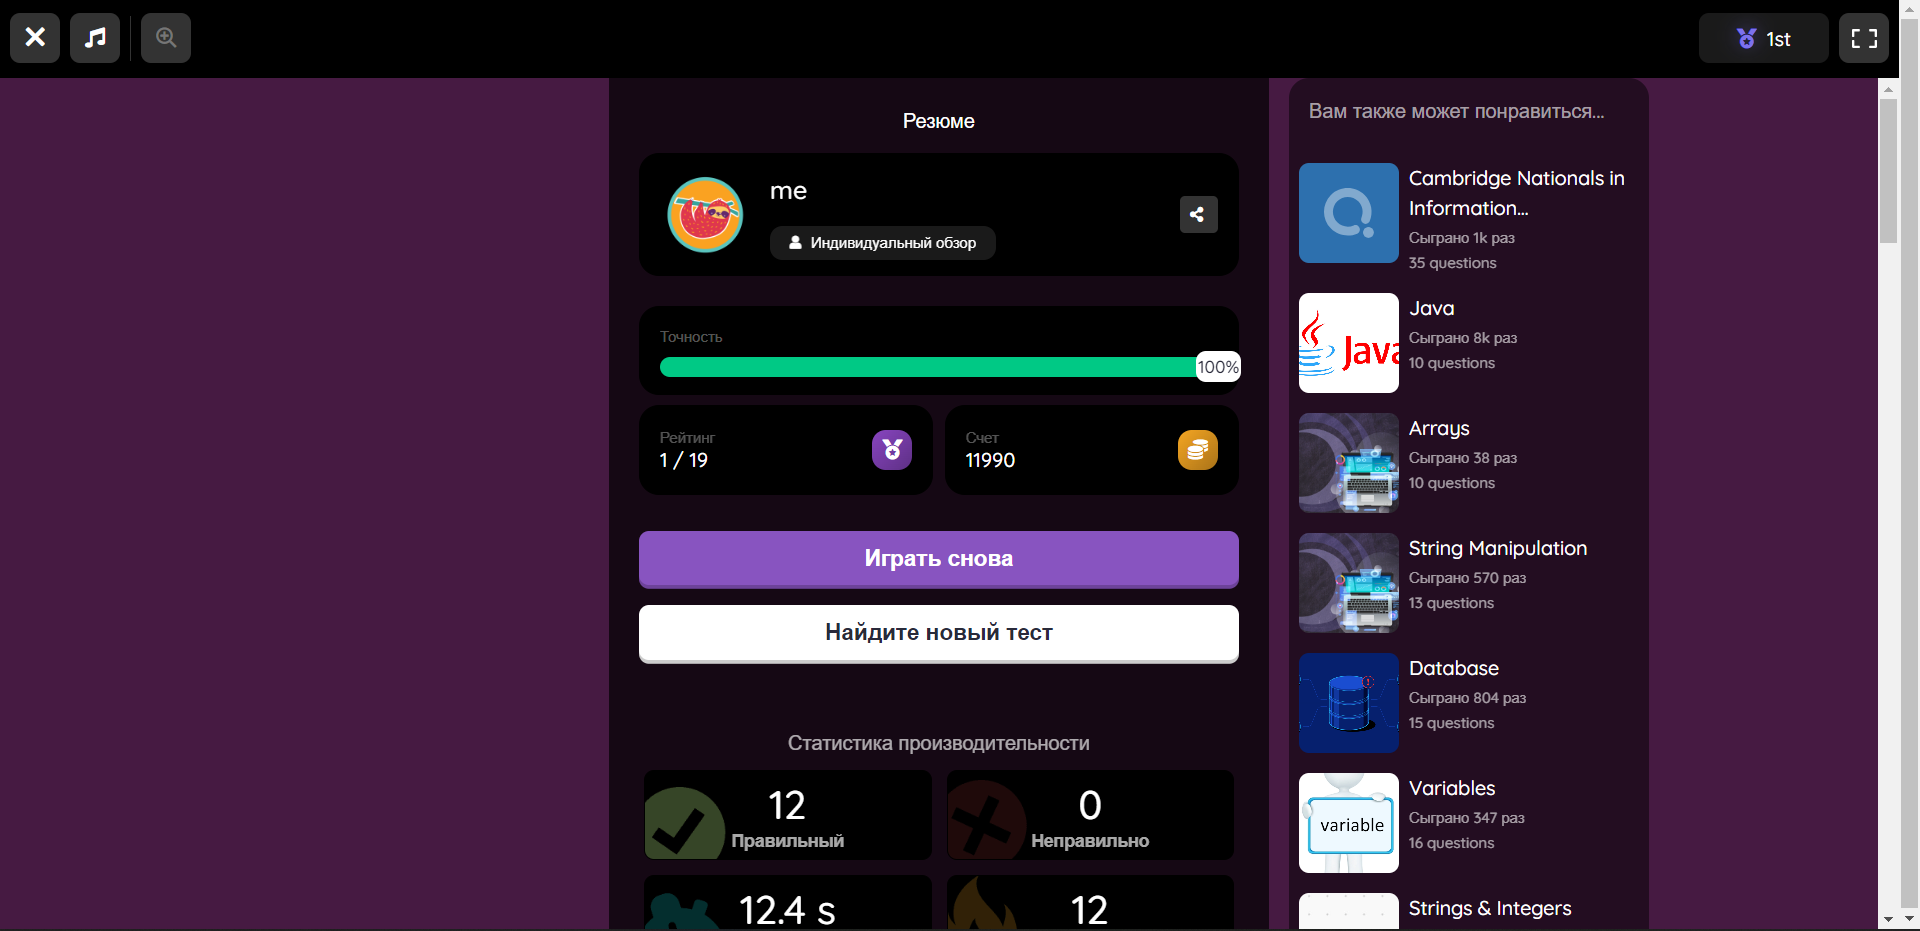 1st
Резюме
me
Индивидуальный обзор
Точность
100%
Рейтинг
1 / 19
Счет
11990
Играть снова
Найдите новый тест
Статистика производительности
12
Правильный
0
Неправильно
12.4 s
12
Вам также может понравиться...
Cambridge Nationals in
Information...
Сыграно 1k раз
35 questions
Java
Java
Сыграно 8k раз
10 questions
Arrays
Сыграно 38 раз
10 questions
String Manipulation
Сыграно 570 раз
13 questions
Database
Сыграно 804 раз
15 questions
variable
Variables
Сыграно 347 раз
16 questions
Strings & Integers